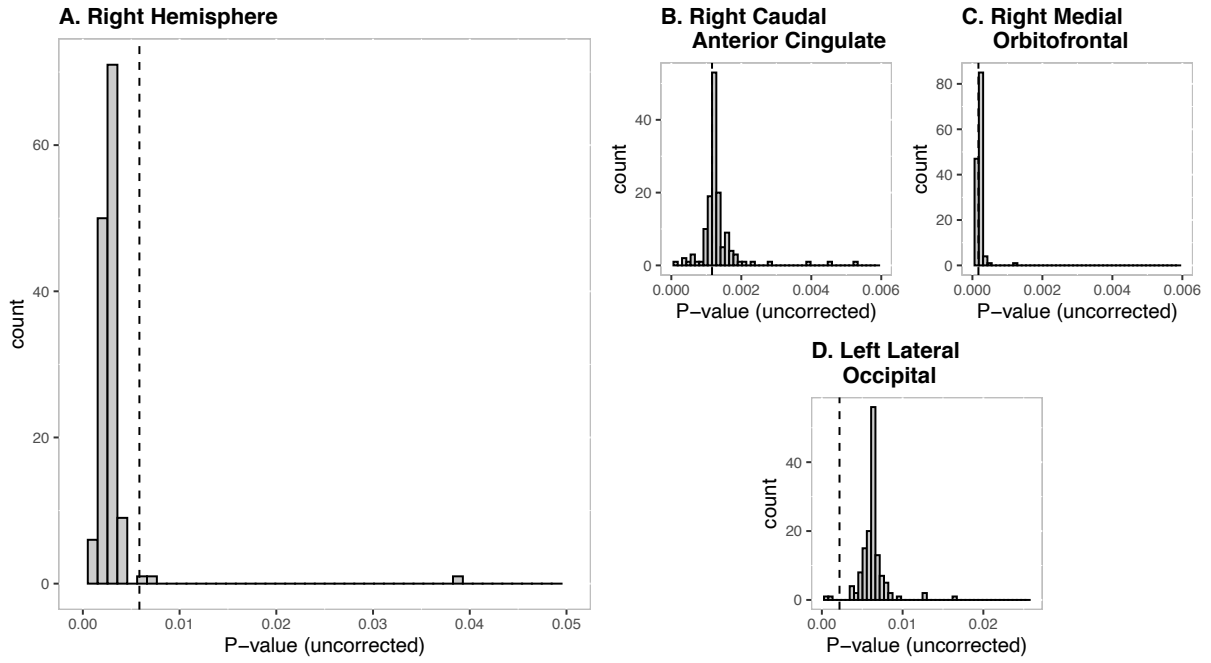 A. Right Hemisphere
60
40
20
0
count
0.00 0.01 0.02 0.03 0.04 0.05
P−value (uncorrected)
B. Right Caudal
Anterior Cingulate
40
20
0
count
0.000 0.002 0.004 0.006
P−value (uncorrected)
C. Right Medial
Orbitofrontal
80
60
40
20
0
count
0.000 0.002 0.004 0.006
P−value (uncorrected)
D. Left Lateral
Occipital
40
20
0
count
0.00 0.01 0.02
P−value (uncorrected)